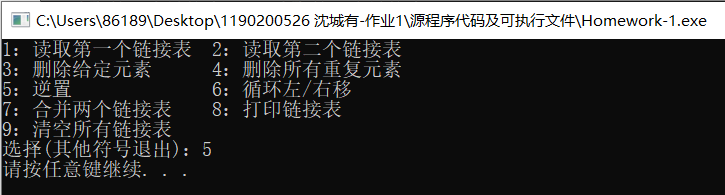 C:\Users\86189\Desktop\1190200526 沈城有-作业1\源程序代码及可执行文件\Homework-1.exe
1: 读取第一个链接表 2: 读取第二个链接表
3: 删除给定元素 4: 删除所有重复元素
5: 逆置 6: 循环左/右移
7: 合并两个链接表 8: 打印链接表
9: 清空所有链接表
选择(其他符号退出): 5
请按任意键继续. . .